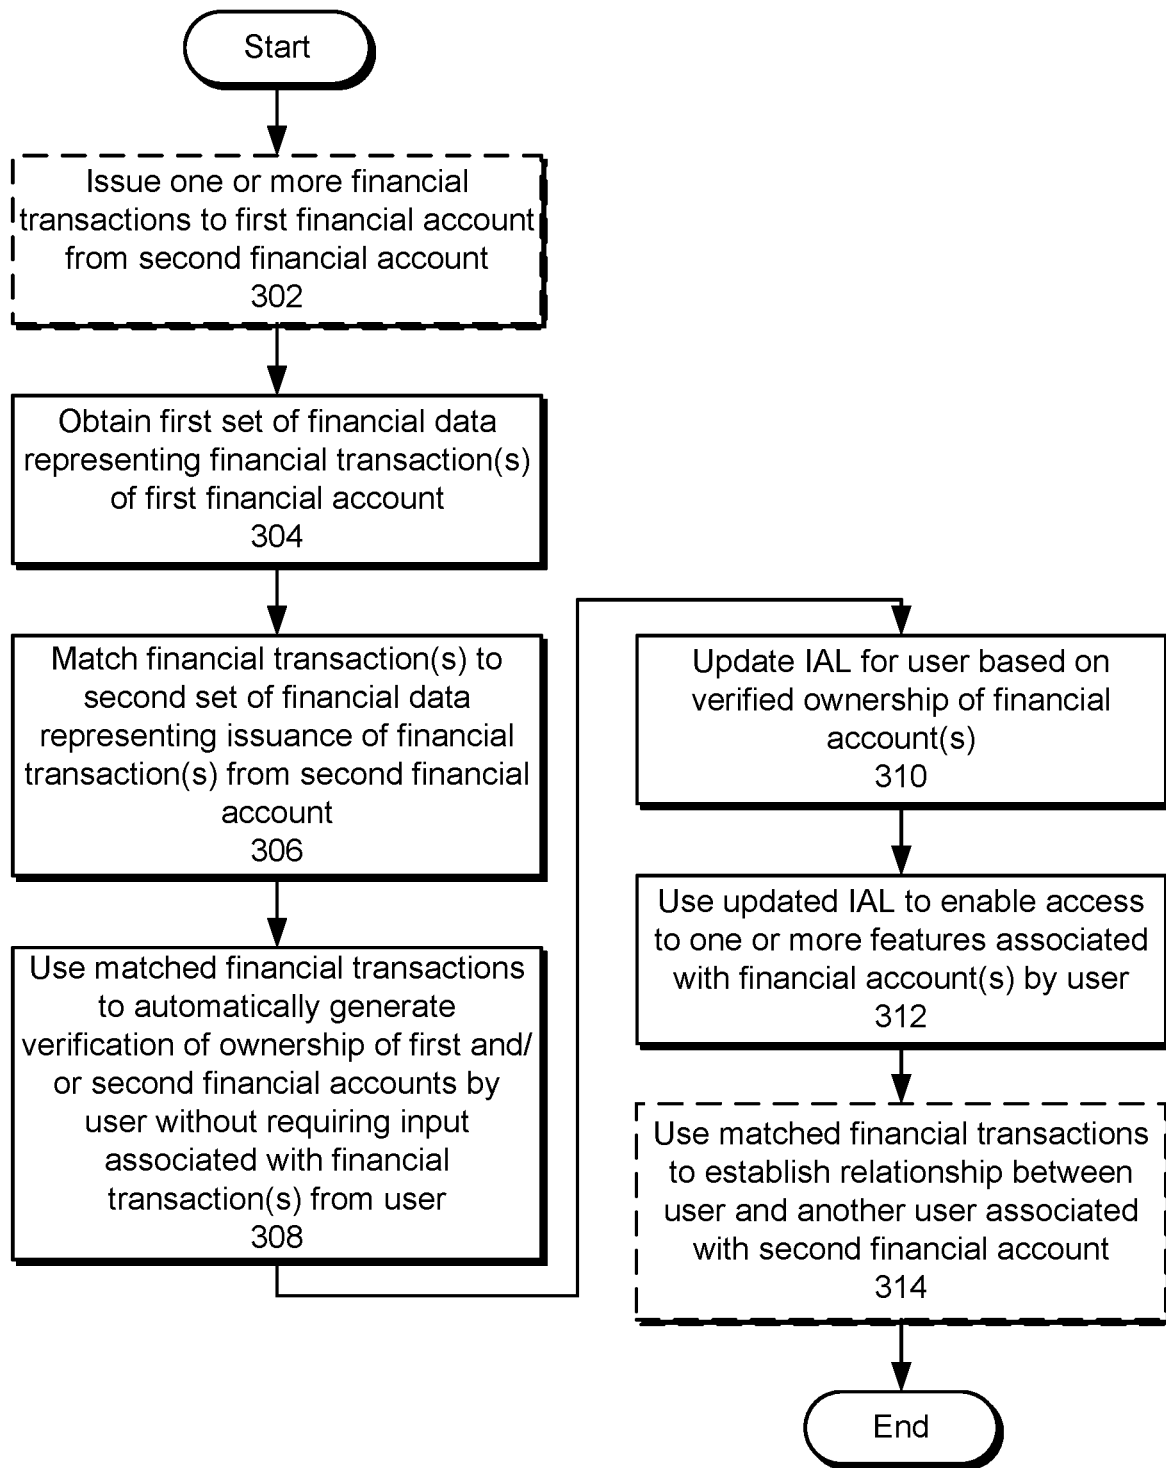 Start
Issue one or more financial
transactions to first financial account
from second financial account
302
Obtain first set of financial data
representing financial transaction(s)
of first financial account
304
Match financial transaction(s) to
second set of financial data
representing issuance of financial
transaction(s) from second financial
account
306
Use matched financial transactions
to automatically generate
verification of ownership of first and/
or second financial accounts by
user without requiring input
associated with financial
transaction(s) from user
308
Update IAL for user based on
verified ownership of financial
account(s)
310
Use updated IAL to enable access
to one or more features associated
with financial account(s) by user
312
Use matched financial transactions
to establish relationship between
user and another user associated
with second financial account
314
End